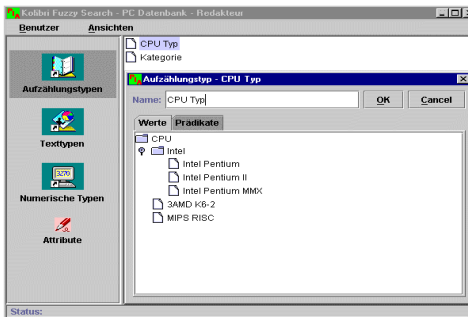 Kolibri Fuzzy Search - PC Datenbank - Redakteur
Benutzer Ansichten
CPU Typ
Kategorie
Aufzählungstypen
Texttypen
3270
Numerische Typen
Attribute
Aufzählungstyp - CPU Typ
Name: CPU Typ OK Cancel
Werte Prädikate
CPU
Intel
Intel Pentium
Intel Pentium II
Intel Pentium MMX
3AMD K6-2
MIPS RISC
Status: